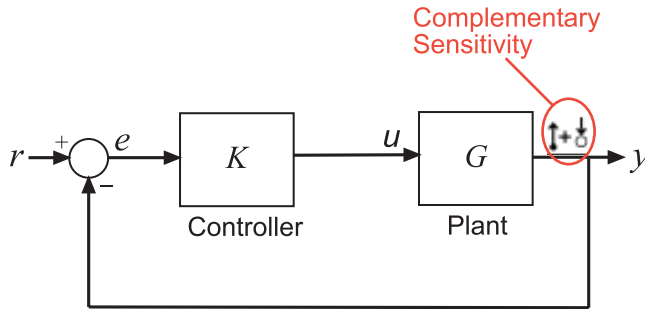 Complementary
Sensitivity
r
+
e
−
K
Controller
u
G
Plant
+
y